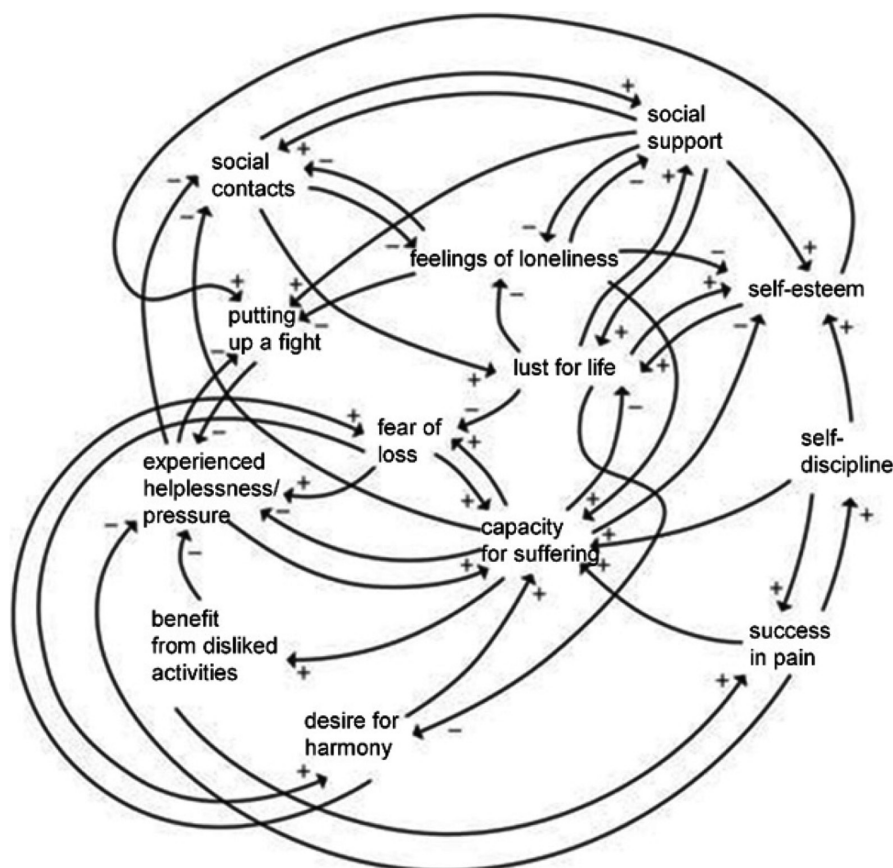 social
support
social
contacts
feelings of loneliness
self-esteem
putting
up a fight
lust for life
fear of
loss
self-
discipline
experienced
helplessness/
pressure
capacity
for suffering
benefit
from disliked
activities
success
in pain
desire for
harmony